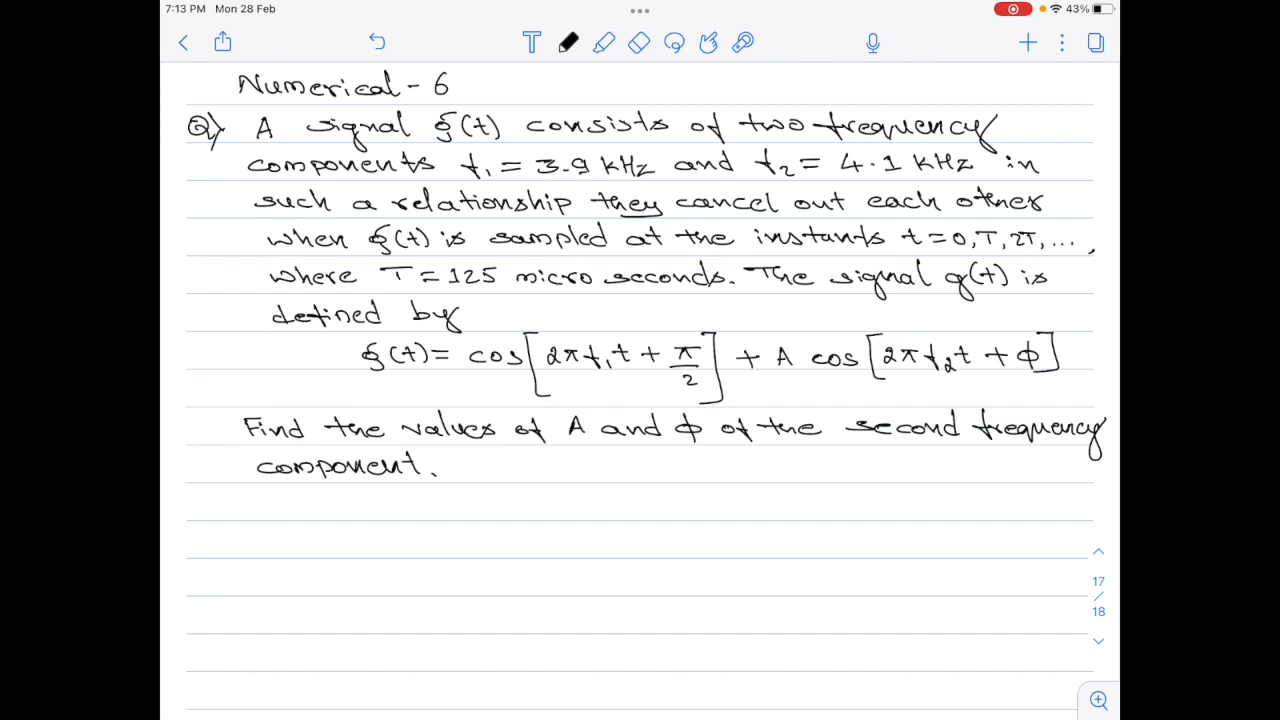 7:13 PM Mon 28 Feb 43%
Numerical - 6
Q) A signal g(t) consists of two frequency
components f₁ = 3.9 kHz and f₂ = 4.1 kHz in
such a relationship they cancel out each other
when g(t) is sampled at the instants t=0,T,2T,...,
where T = 125 micro seconds. The signal g(t) is
defined by
g(t)= cos[2πf₁t + π/2] + A cos[2πf₂t + ϕ]
Find the values of A and ϕ of the second frequency
component.
17
/
18